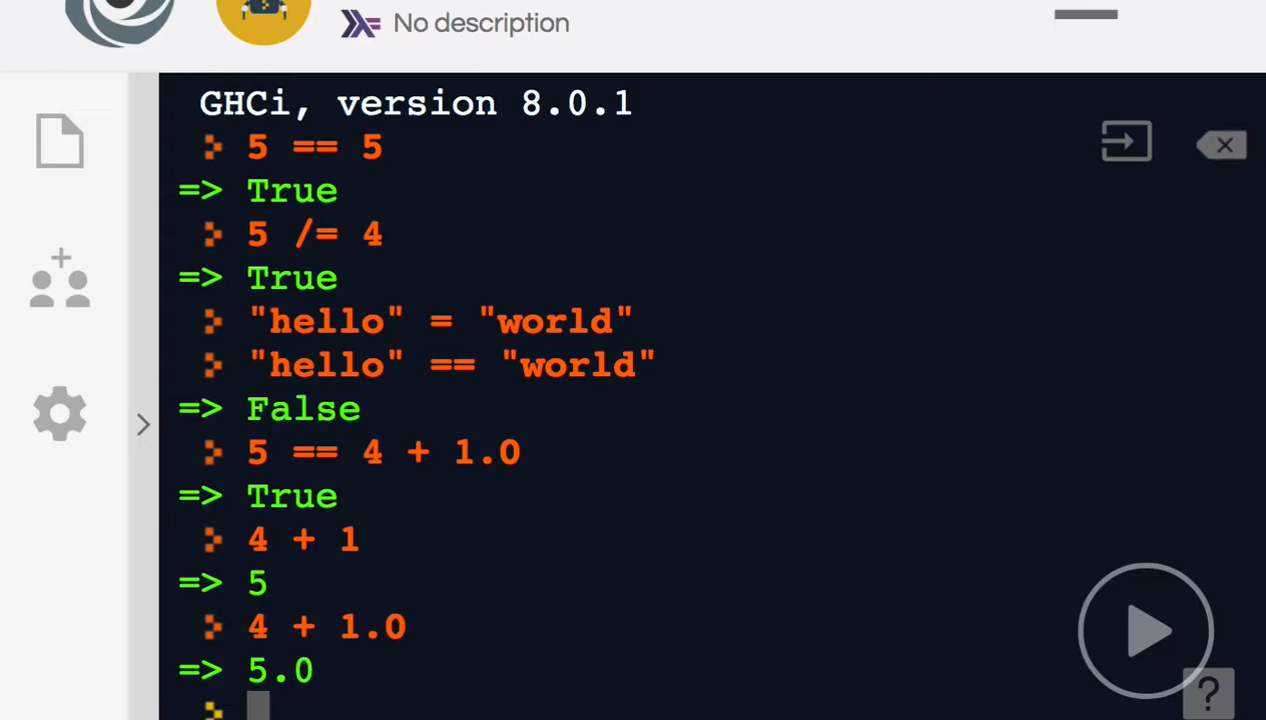 No description
GHCi, version 8.0.1
5 == 5
=> True
5 /= 4
=> True
"hello" = "world"
"hello" == "world"
=> False
5 == 4 + 1.0
=> True
4 + 1
=> 5
4 + 1.0
=> 5.0
?